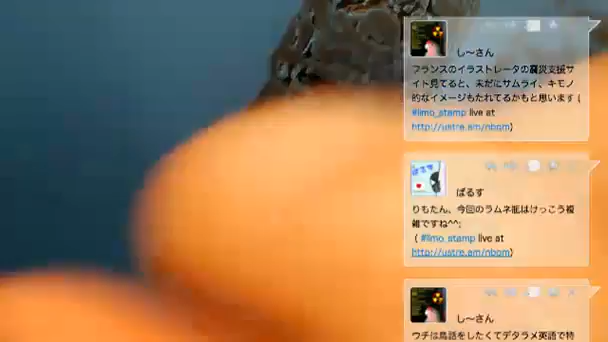 し〜さん
フランスのイラストレータの震災支援サ
イト見てると、未だにサムライ、キモノ
的なイメージもたれてるかもと思います (
#limo_stamp live at
http://ustre.am/nbqm)
ぱるす
りもたん、今回のラムネ瓶はけっこう複
雑ですね^^;
( #limo_stamp live at
http://ustre.am/nbqm)
し〜さん
ウチは鳥話をしたくてデタラメ英語で特